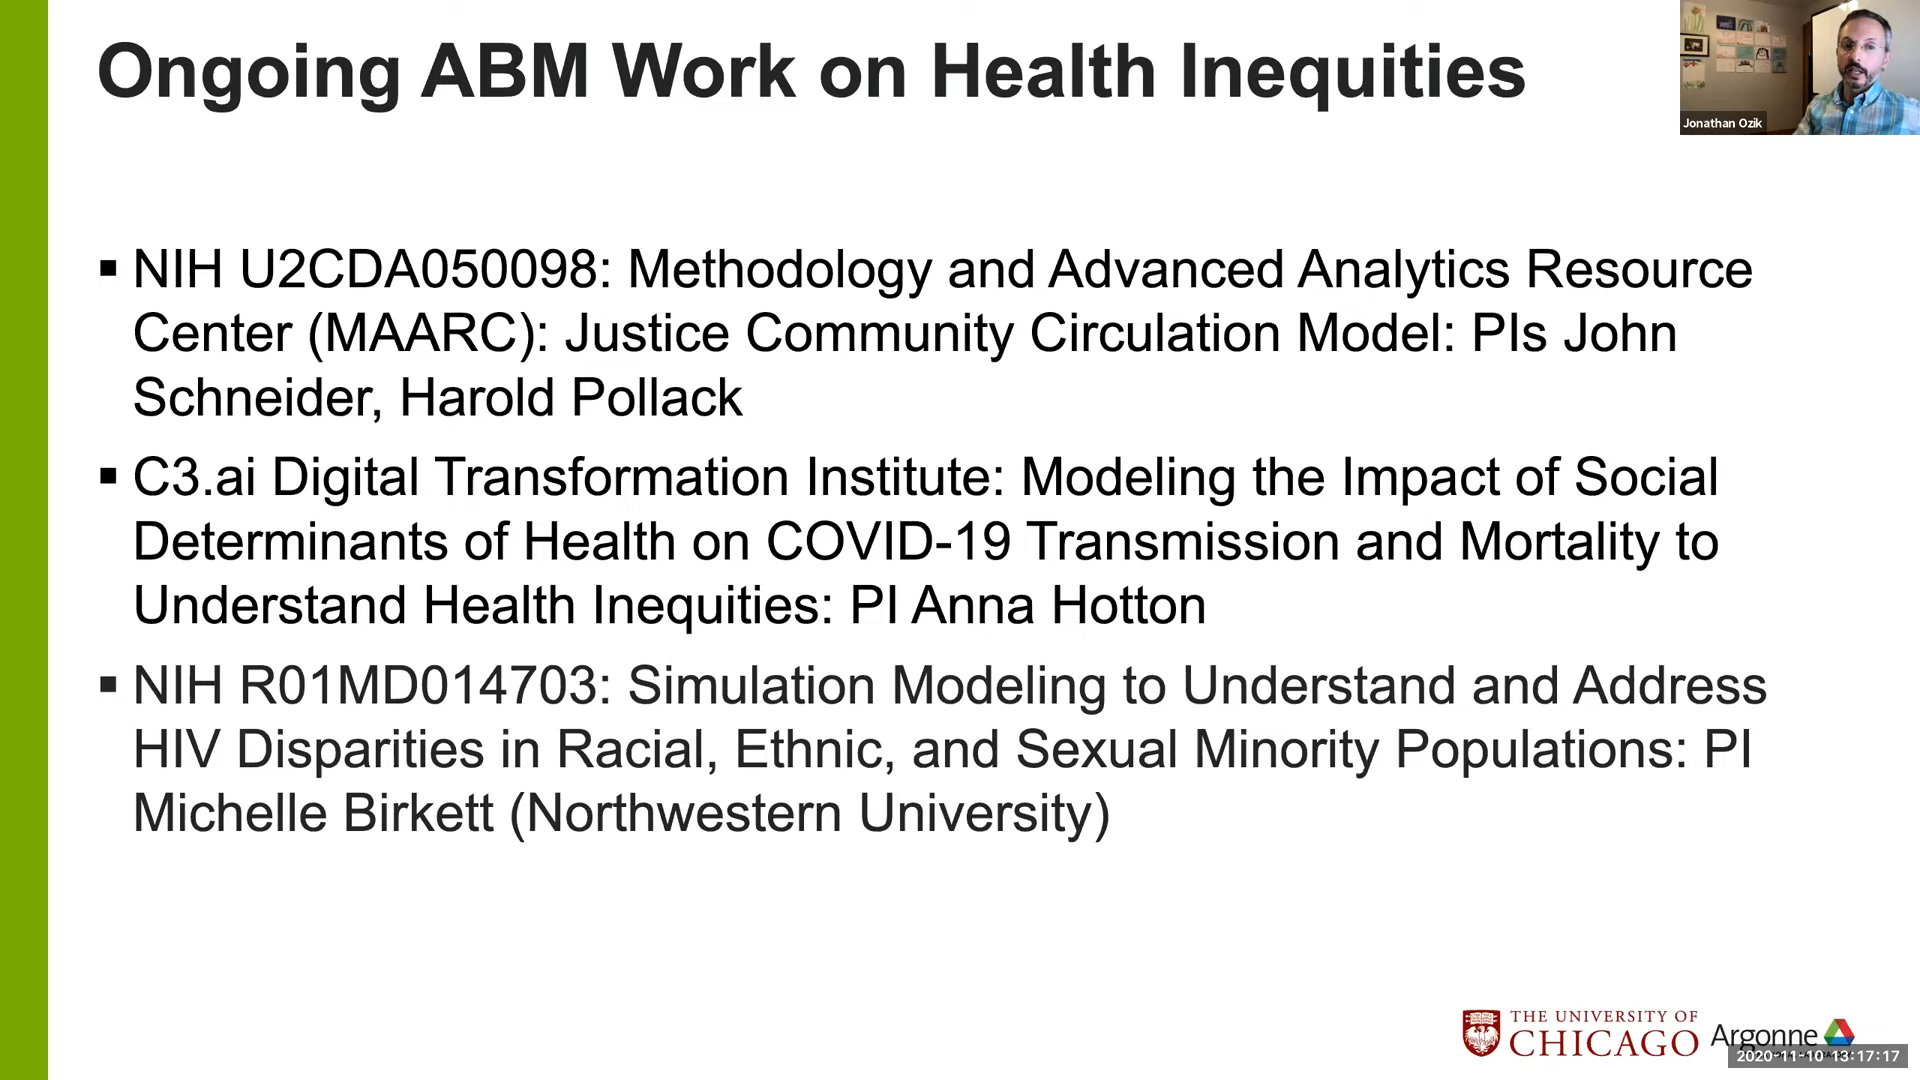 Ongoing ABM Work on Health Inequities
Jonathan Ozik
▪ NIH U2CDA050098: Methodology and Advanced Analytics Resource
Center (MAARC): Justice Community Circulation Model: PIs John
Schneider, Harold Pollack
▪ C3.ai Digital Transformation Institute: Modeling the Impact of Social
Determinants of Health on COVID-19 Transmission and Mortality to
Understand Health Inequities: PI Anna Hotton
▪ NIH R01MD014703: Simulation Modeling to Understand and Address
HIV Disparities in Racial, Ethnic, and Sexual Minority Populations: PI
Michelle Birkett (Northwestern University)
THE UNIVERSITY OF
CHICAGO
Argonne
2020-11-10 13:17:17